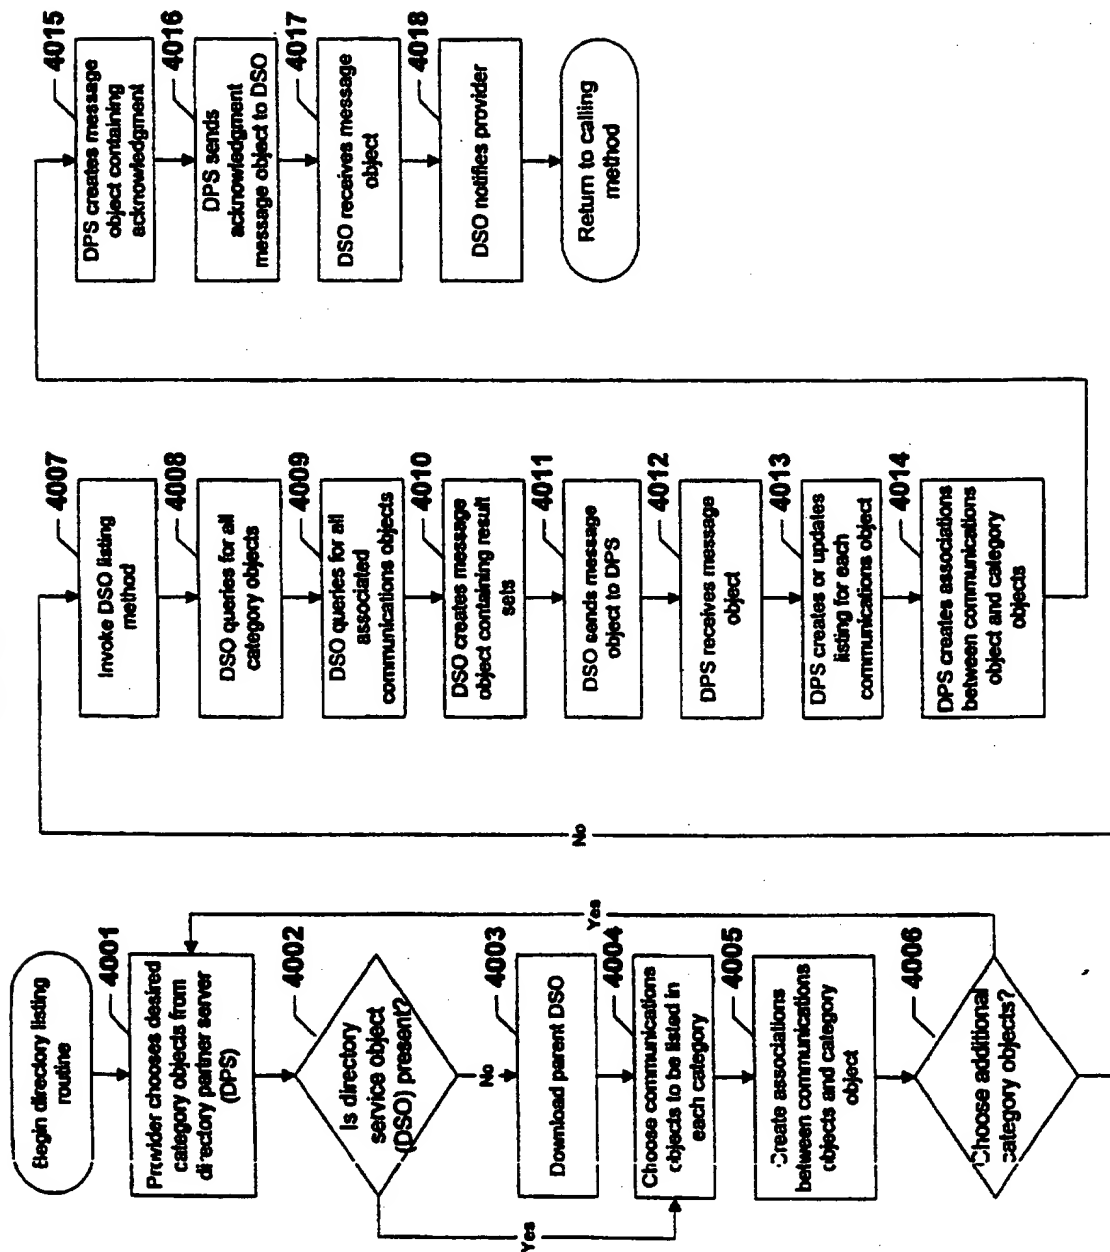 Begin directory listing
routine
4001
Provider chooses desired
category objects from
directory partner server
(DPS)
4002
Is directory
service object
(DSO) present?
No
Yes
4003
Download parent DSO
4004
Choose communications
objects to be listed in
each category
4005
Create associations
between communications
objects and category
object
4006
Choose additional
category objects?
Yes
No
4007
Invoke DSO listing
method
4008
DSO queries for all
category objects
4009
DSO queries for all
associated
communications objects
4010
DSO creates message
object containing result
sets
4011
DSO sends message
object to DPS
4012
DPS receives message
object
4013
DPS creates or updates
listing for each
communications object
4014
DPS creates associations
between communications
object and category
objects
4015
DPS creates message
object containing
acknowledgment
4016
DPS sends
acknowledgment
message object to DSO
4017
DSO receives message
object
4018
DSO notifies provider
Return to calling
method